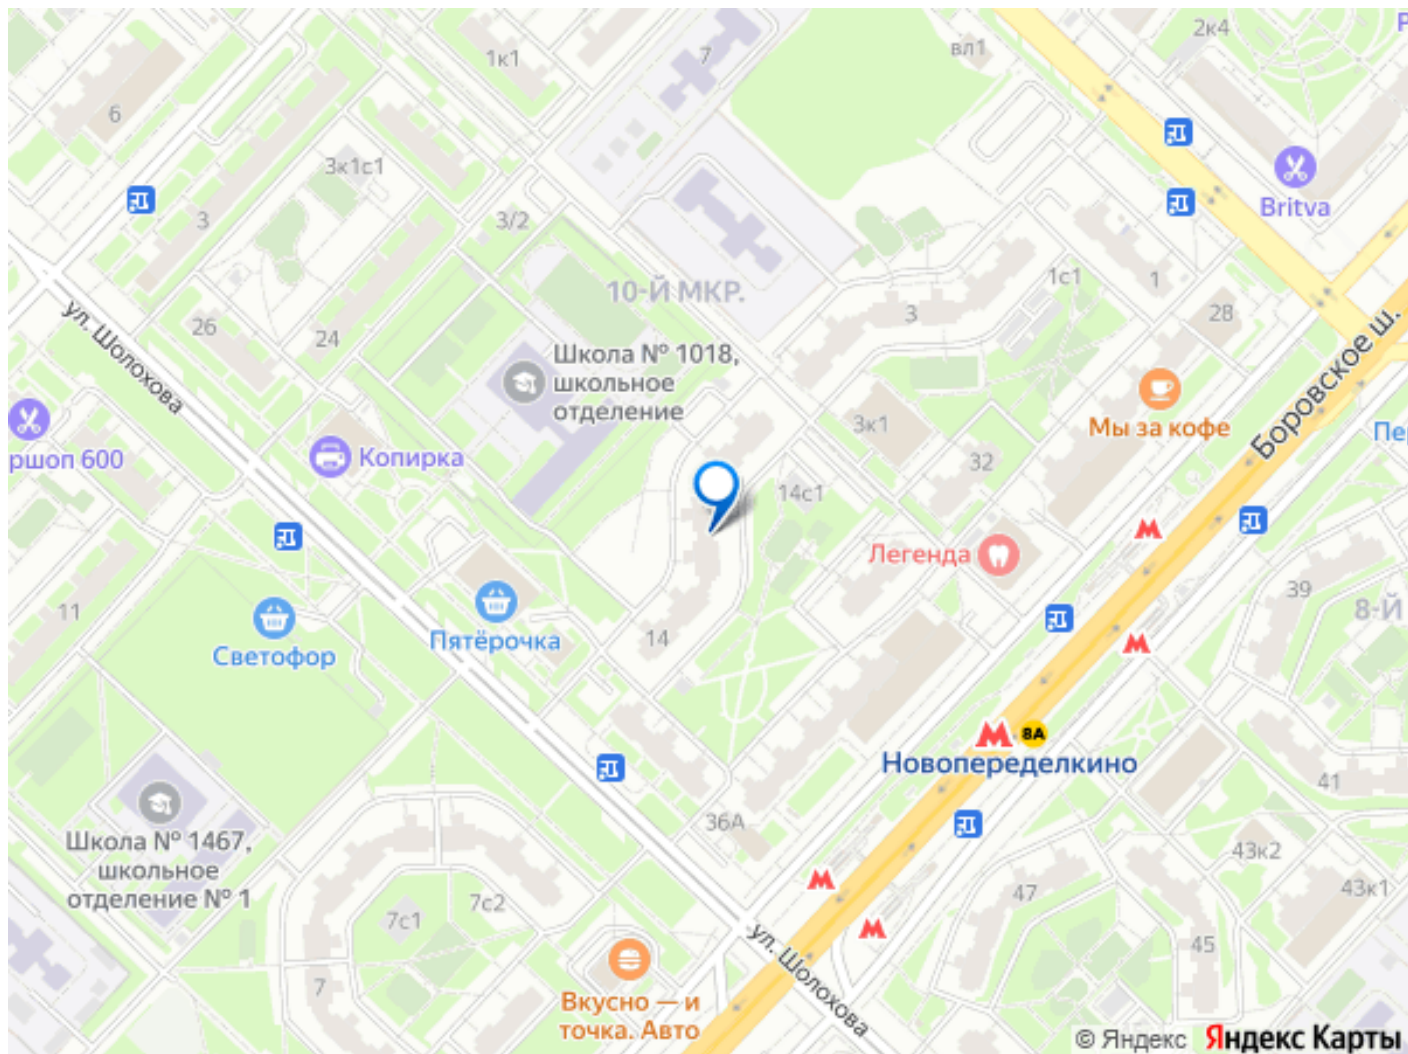 2к4
1к1
7
вл1
6
3к1с1
Britva
3
3/2
1с1
1
10-Й МКР.
28
26
24
3
Школа № 1018,
школьное
отделение
ул. Шолохова
Боровское ш.
Мы за кофе
3к1
ршоп 600
Копирка
32
14с1
Легенда
39
8-Й
11
Пятёрочка
14
Светофор
8А
Новопеределкино
41
36А
Школа № 1467,
школьное
отделение № 1
43к2
47
43к1
7с2
7с1
45
ул. Шолохова
7
Вкусно — и
точка. Авто
© Яндекс Яндекс Карты